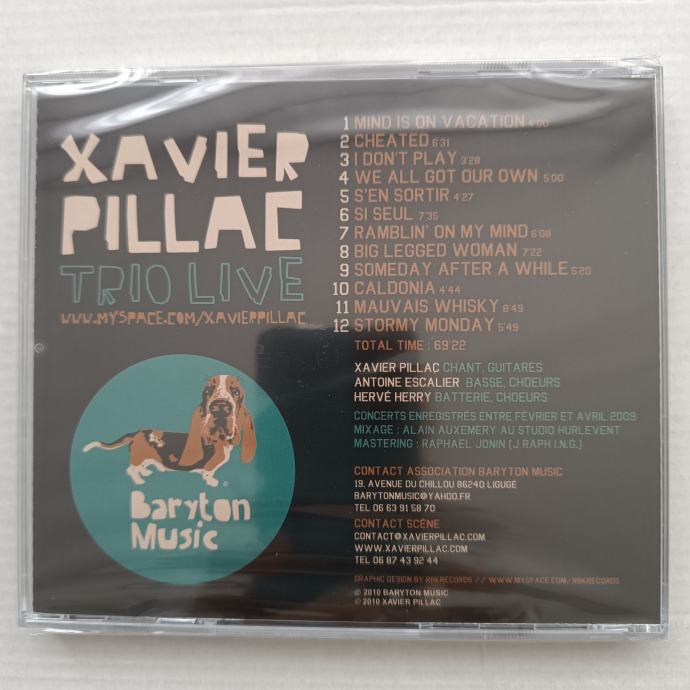 XAVIER
PILLAC
TRIO LIVE
WWW.MYSPACE.COM/XAVIERPILLAC
Baryton
Music
1 MIND IS ON VACATION 4'00
2 CHEATED 6'31
3 I DON'T PLAY 3'28
4 WE ALL GOT OUR OWN 5'00
5 S'EN SORTIR 4'27
6 SI SEUL 7'35
7 RAMBLIN' ON MY MIND 6'08
8 BIG LEGGED WOMAN 7'22
9 SOMEDAY AFTER A WHILE 5'20
10 CALDONIA 4'44
11 MAUVAIS WHISKY 8'49
12 STORMY MONDAY 5'49
TOTAL TIME : 69'22
XAVIER PILLAC CHANT, GUITARES
ANTOINE ESCALIER BASSE, CHOEURS
HERVÉ HERRY BATTERIE, CHOEURS
CONCERTS ENREGISTRÉS ENTRE FÉVRIER ET AVRIL 2009
MIXAGE : ALAIN AUXEMERY AU STUDIO HURLEVENT
MASTERING : RAPHAEL JONIN (J RAPH I.N.G.)
CONTACT ASSOCIATION BARYTON MUSIC
19, AVENUE DU CHILLOU 86240 LIGUGÉ
BARYTONMUSIC@YAHOO.FR
TEL 06 63 91 58 70
CONTACT SCÈNE
CONTACT@XAVIERPILLAC.COM
WWW.XAVIERPILLAC.COM
TEL 06 87 43 92 44
GRAPHIC DESIGN BY RBKRECORDS // WWW.MYSPACE.COM/RBKRECORDS
℗ 2010 BARYTON MUSIC
© 2010 XAVIER PILLAC